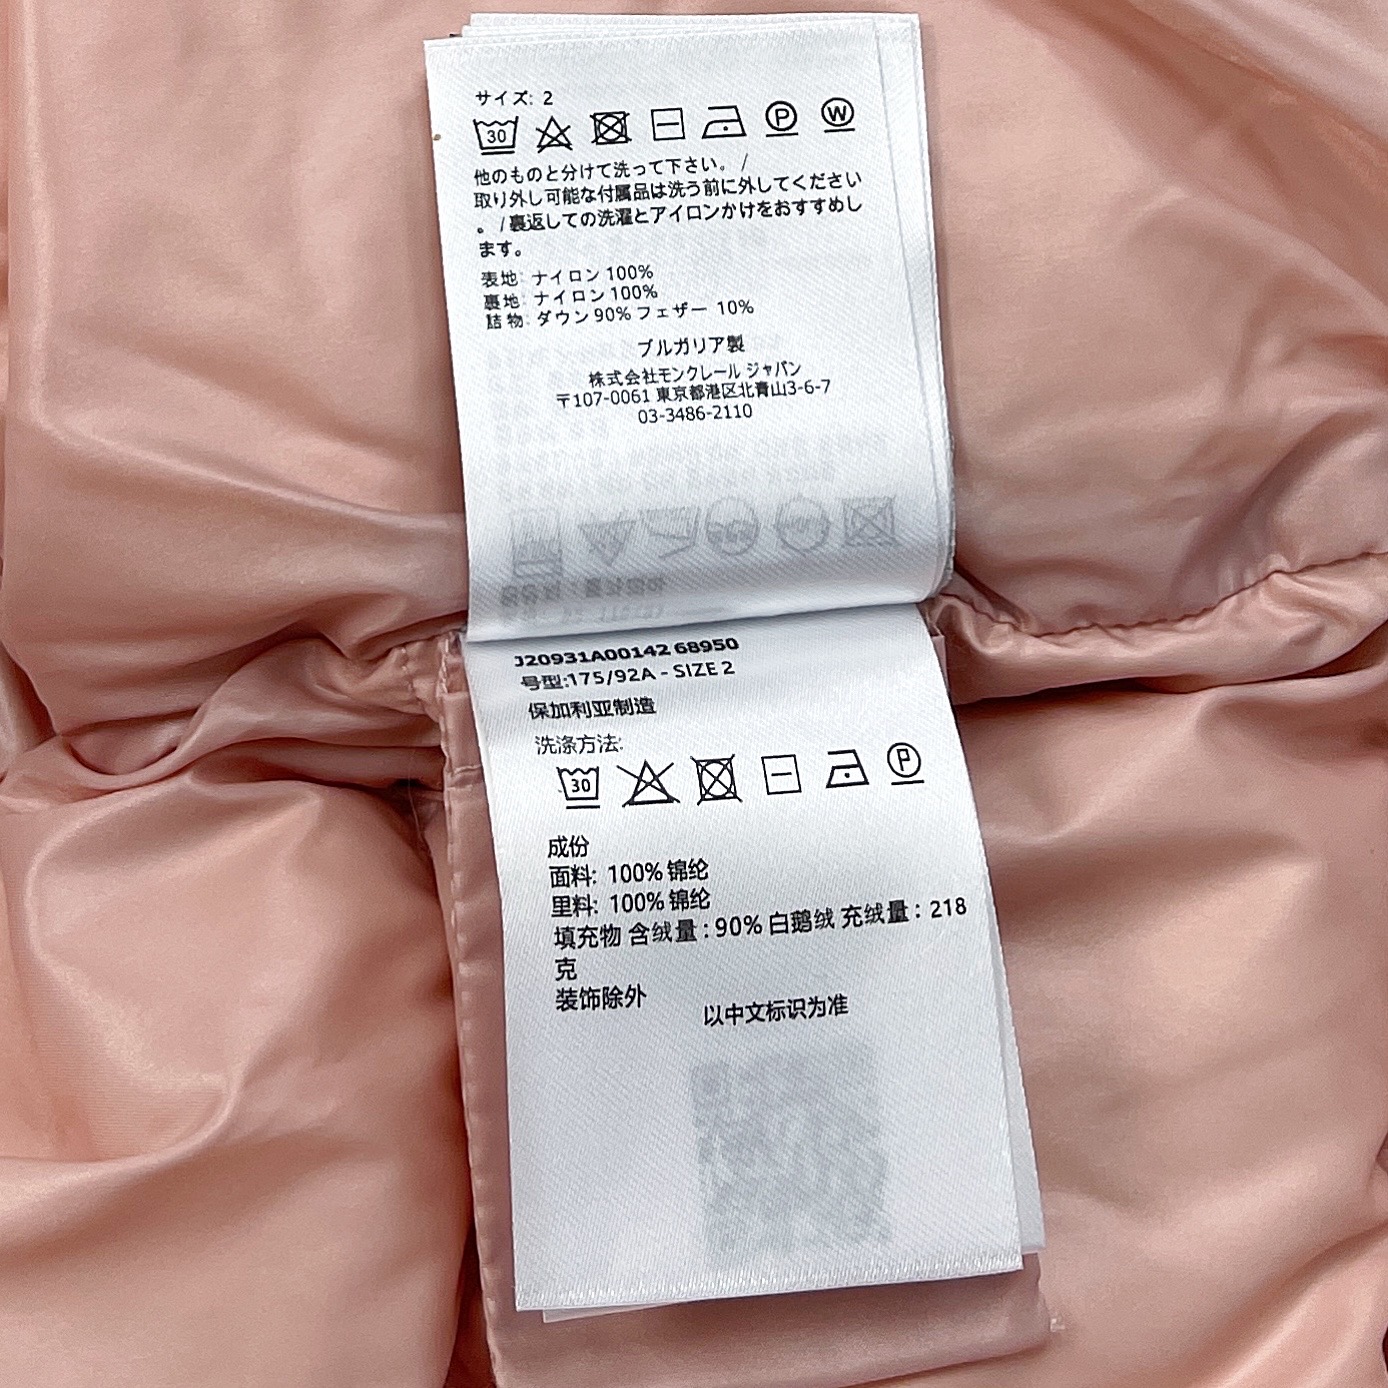 サイズ: 2
30 P W
他のものと分けて洗って下さい。 /
取り外し可能な付属品は洗う前に外してください
。 / 裏返しての洗濯とアイロンかけをおすすめし
ます。
表地: ナイロン 100%
裏地: ナイロン 100%
詰物: ダウン 90% フェザー 10%
ブルガリア製
株式会社モンクレール ジャパン
〒107-0061 東京都港区北青山3-6-7
03-3486-2110
J20931A00142 68950
号型:175/92A - SIZE 2
保加利亚制造
洗涤方法:
30 P
成份
面料: 100% 锦纶
里料: 100% 锦纶
填充物 含绒量 : 90% 白鹅绒 充绒量 : 218
克
装饰除外
以中文标识为准